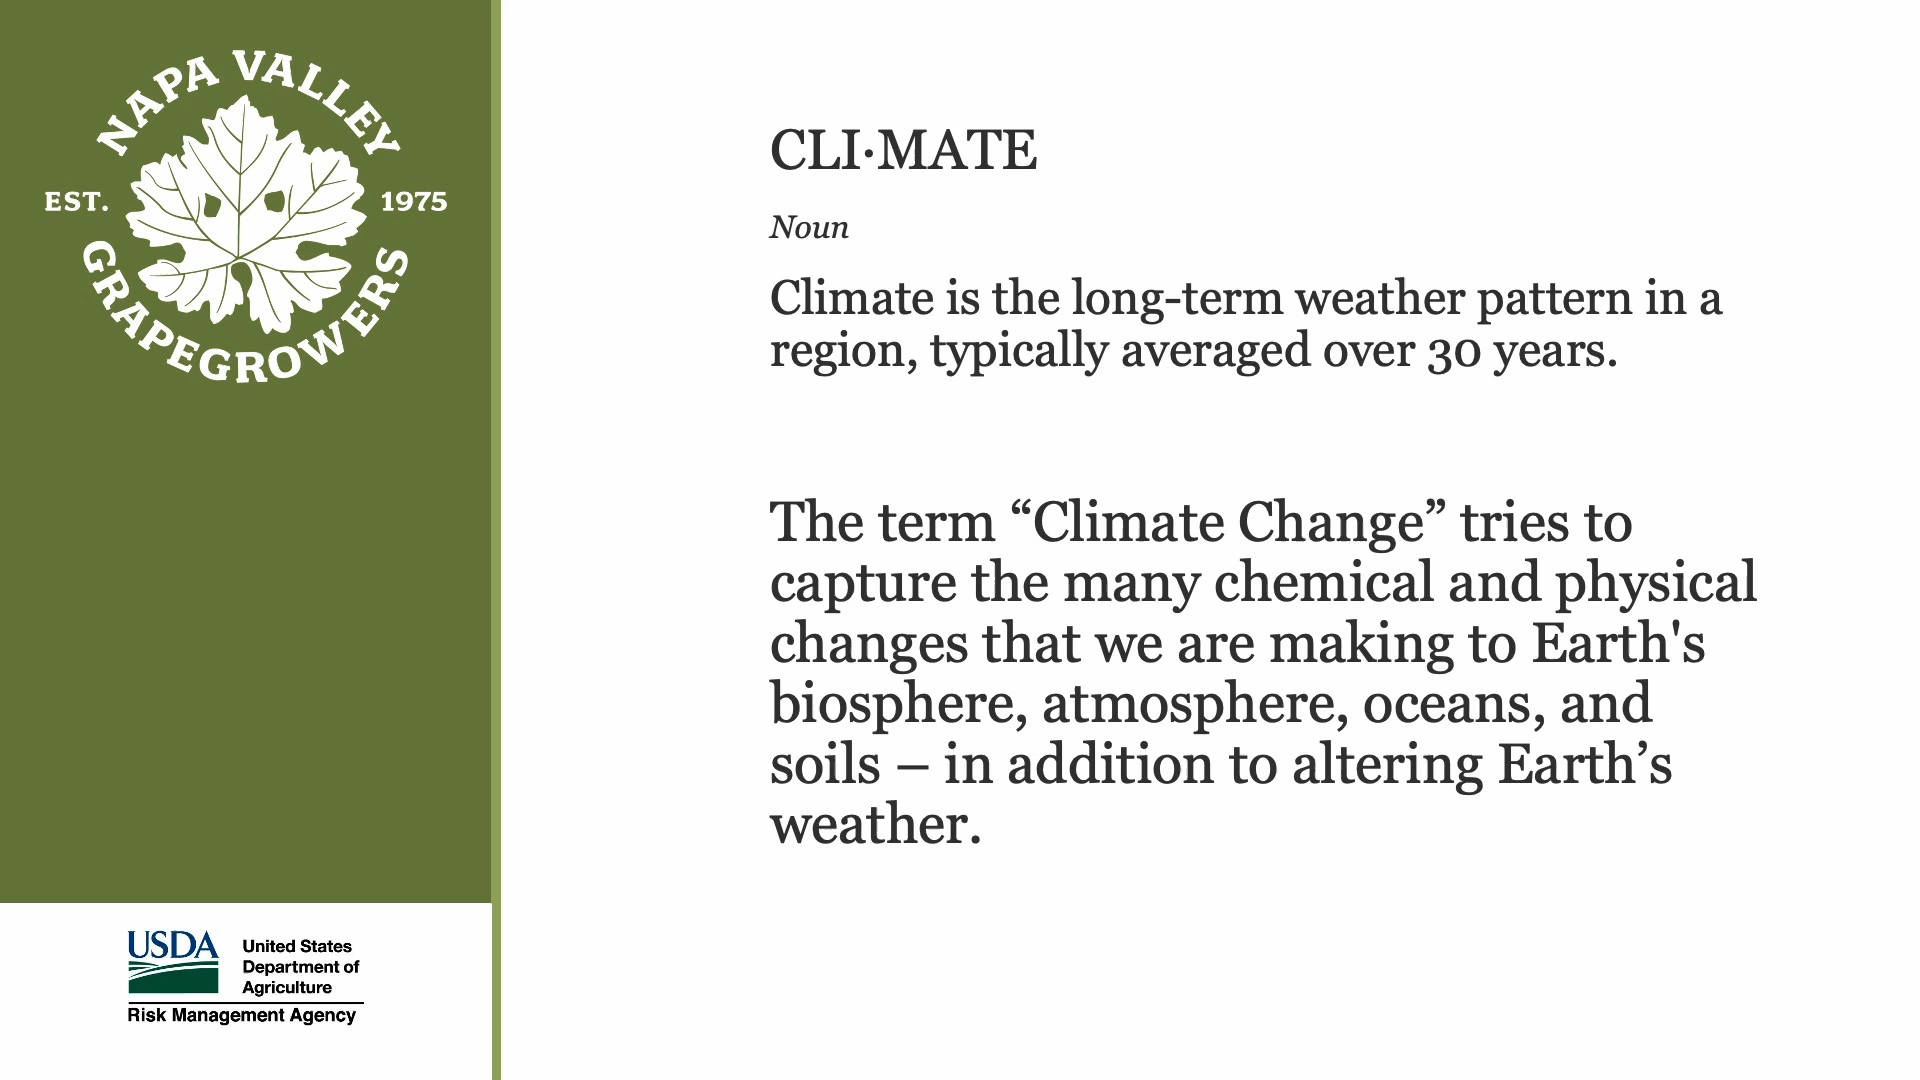 NAPA VALLEY
EST. 1975
GRAPEGROWERS
CLI·MATE
Noun
Climate is the long-term weather pattern in a
region, typically averaged over 30 years.
The term “Climate Change” tries to
capture the many chemical and physical
changes that we are making to Earth's
biosphere, atmosphere, oceans, and
soils – in addition to altering Earth’s
weather.
USDA
United States
Department of
Agriculture
Risk Management Agency